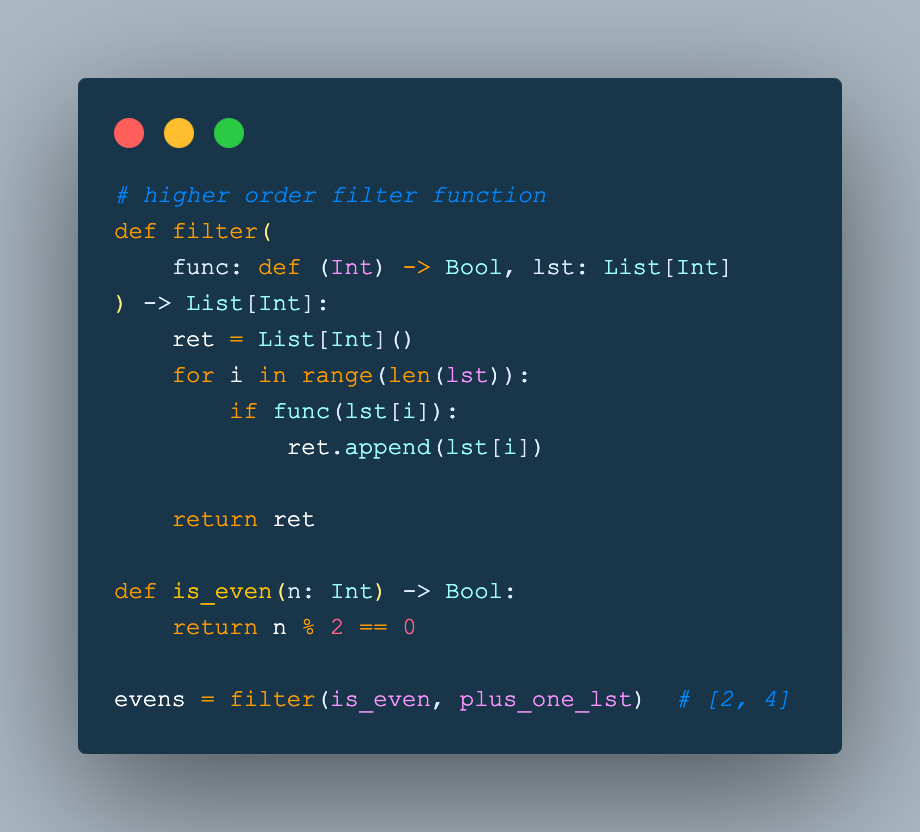 # higher order filter function
def filter(
    func: def (Int) -> Bool, lst: List[Int]
) -> List[Int]:
    ret = List[Int]()
    for i in range(len(lst)):
        if func(lst[i]):
            ret.append(lst[i])

    return ret

def is_even(n: Int) -> Bool:
    return n % 2 == 0

evens = filter(is_even, plus_one_lst)  # [2, 4]